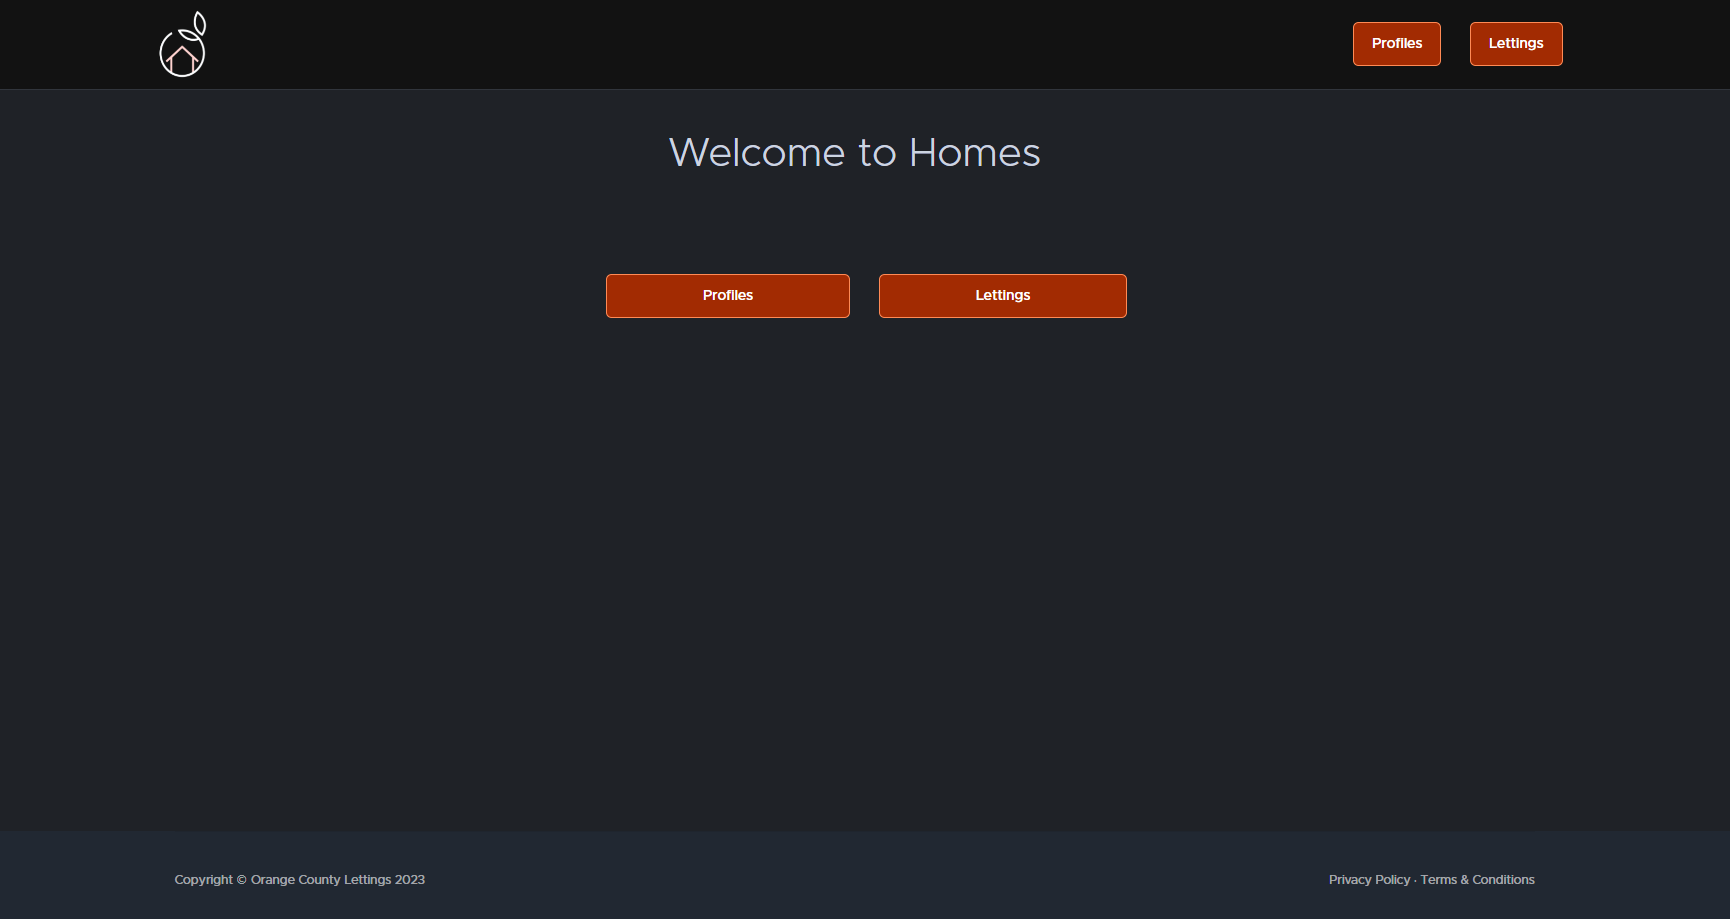 Profiles Lettings
Welcome to Homes
Profiles Lettings
Copyright © Orange County Lettings 2023
Privacy Policy · Terms & Conditions